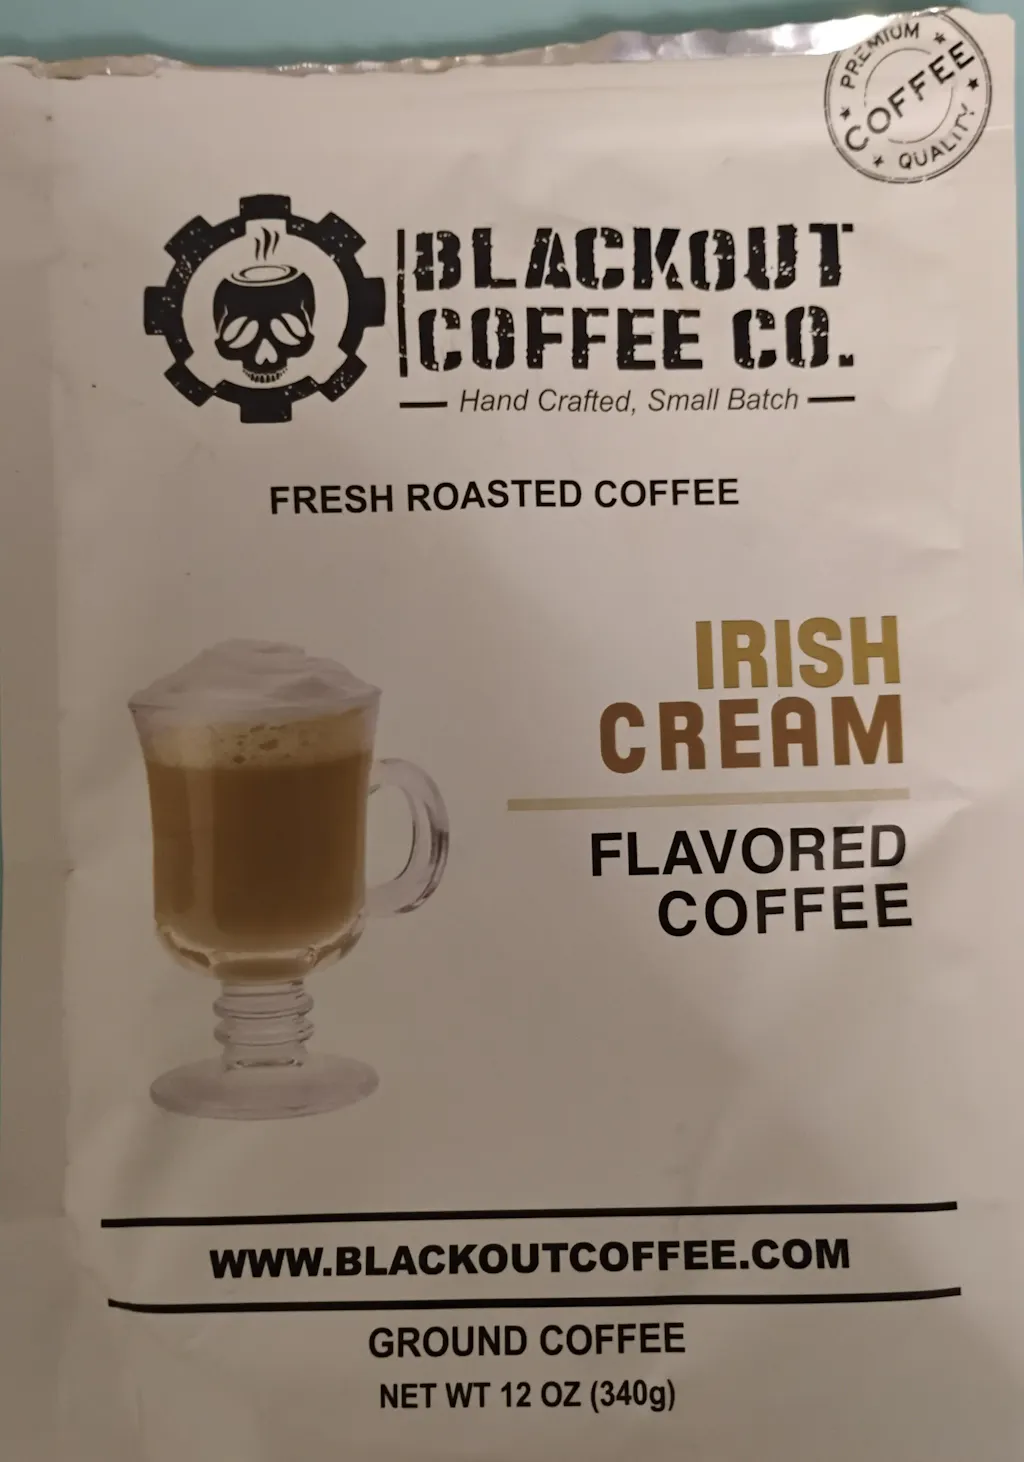 PREMIUM
COFFEE
QUALITY
BLACKOUT
COFFEE CO.
Hand Crafted, Small Batch
FRESH ROASTED COFFEE
IRISH
CREAM
FLAVORED
COFFEE
WWW.BLACKOUTCOFFEE.COM
GROUND COFFEE
NET WT 12 OZ (340g)